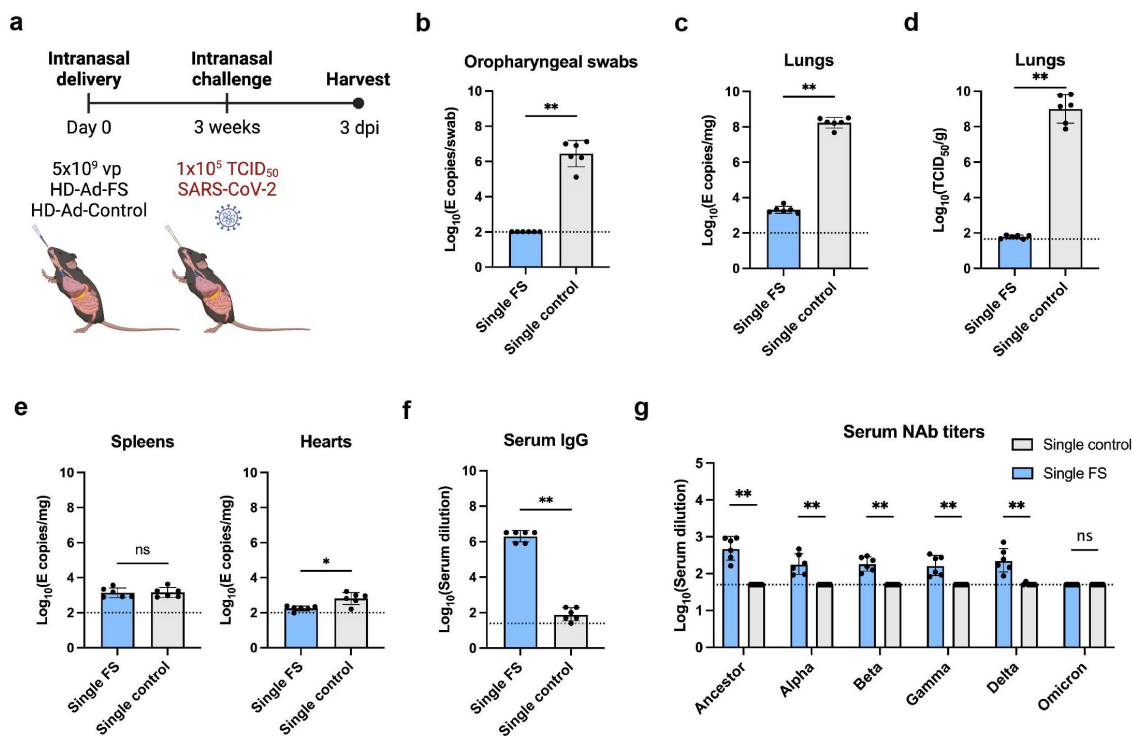 a
Intranasal delivery
Intranasal challenge
Harvest
Day 0
3 weeks
3 dpi
5x10⁹ vp
HD-Ad-FS
HD-Ad-Control
1x10⁵ TCID₅₀
SARS-CoV-2
b
Oropharyngeal swabs
Log₁₀(E copies/swab)
10
8
6
4
2
0
**
Single FS
Single control
c
Lungs
Log₁₀(E copies/mg)
10
8
6
4
2
0
**
Single FS
Single control
d
Lungs
Log₁₀(TCID₅₀/g)
10
8
6
4
2
0
**
Single FS
Single control
e
Spleens
Log₁₀(E copies/mg)
10
8
6
4
2
0
ns
Single FS
Single control
Hearts
Log₁₀(E copies/mg)
10
8
6
4
2
0
*
Single FS
Single control
f
Serum IgG
Log₁₀(Serum dilution)
10
8
6
4
2
0
**
Single FS
Single control
g
Serum NAb titers
Single control
Single FS
Log₁₀(Serum dilution)
5
4
3
2
1
0
**
**
**
**
**
ns
Ancestor
Alpha
Beta
Gamma
Delta
Omicron